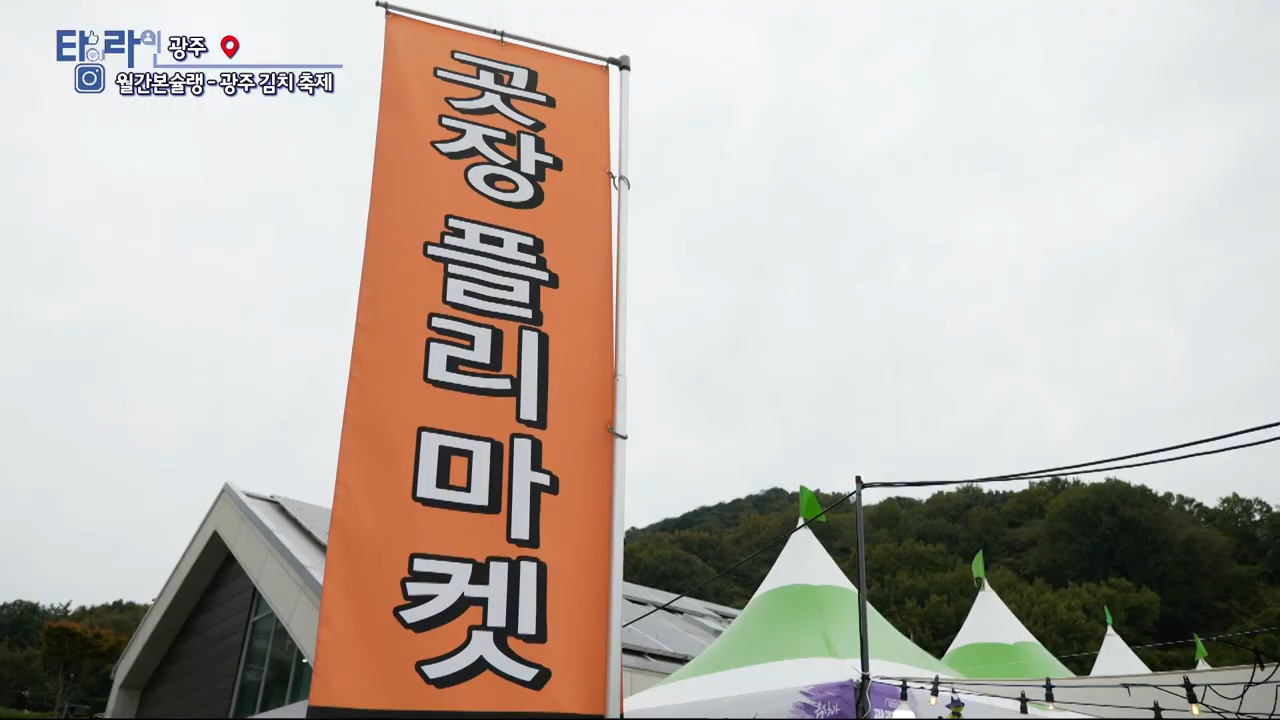 타라의 광주
월간본슐랭 - 광주 김치 축제
곳장 플리 마켓